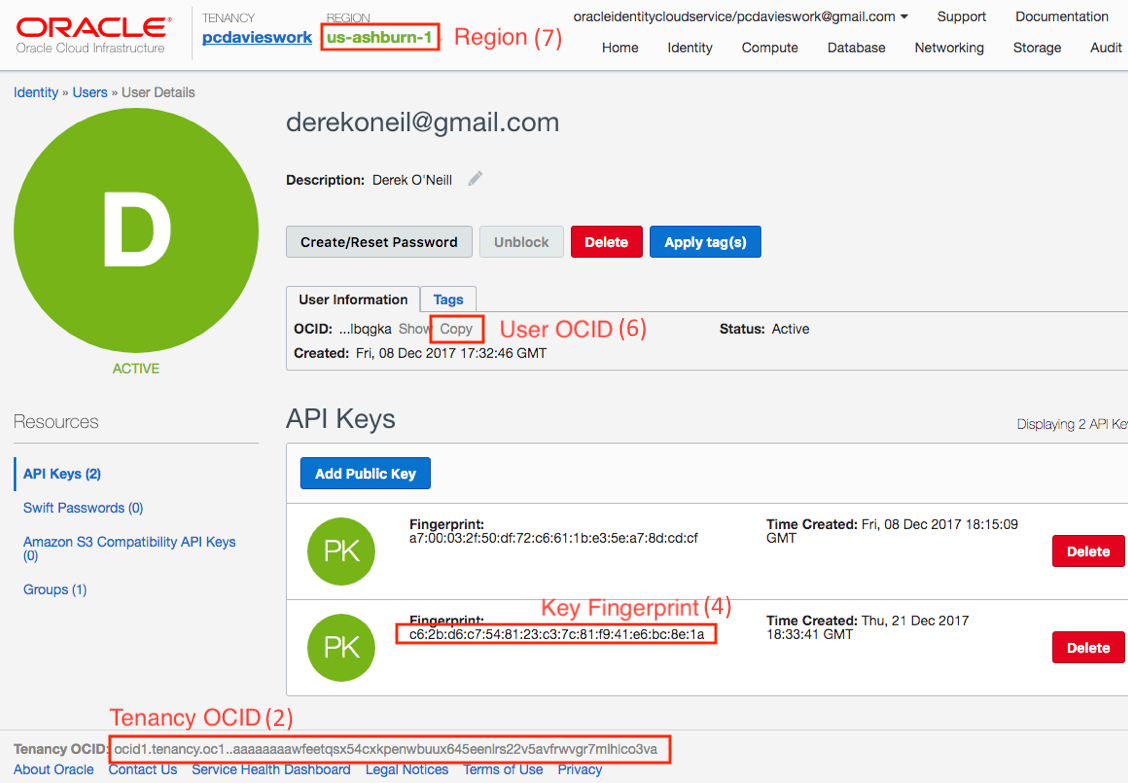 ORACLE®
Oracle Cloud Infrastructure
TENANCY
pcdavieswork
REGION
us-ashburn-1
Region (7)
oracleidentitycloudservice/pcdavieswork@gmail.com
Support
Documentation
Home
Identity
Compute
Database
Networking
Storage
Audit
Identity » Users » User Details
D
ACTIVE
derekoneil@gmail.com
Description: Derek O'Neill
Create/Reset Password
Unblock
Delete
Apply tag(s)
User Information
Tags
OCID: ...lbqgka Show Copy
User OCID (6)
Status: Active
Created: Fri, 08 Dec 2017 17:32:46 GMT
Resources
API Keys (2)
Swift Passwords (0)
Amazon S3 Compatibility API Keys
(0)
Groups (1)
API Keys
Displaying 2 API Key
Add Public Key
PK
Fingerprint:
a7:00:03:2f:50:df:72:c6:61:1b:e3:5e:a7:8d:cd:cf
Time Created: Fri, 08 Dec 2017 18:15:09
GMT
Delete
Key Fingerprint (4)
PK
Fingerprint:
c6:2b:d6:c7:54:81:23:c3:7c:81:f9:41:e6:bc:8e:1a
Time Created: Thu, 21 Dec 2017
18:33:41 GMT
Delete
Tenancy OCID (2)
Tenancy OCID: ocid1.tenancy.oc1..aaaaaaaawfeetqsx54cxkpenwbuux645eenlrs22v5avfrwvgr7mlhico3va
About Oracle
Contact Us
Service Health Dashboard
Legal Notices
Terms of Use
Privacy